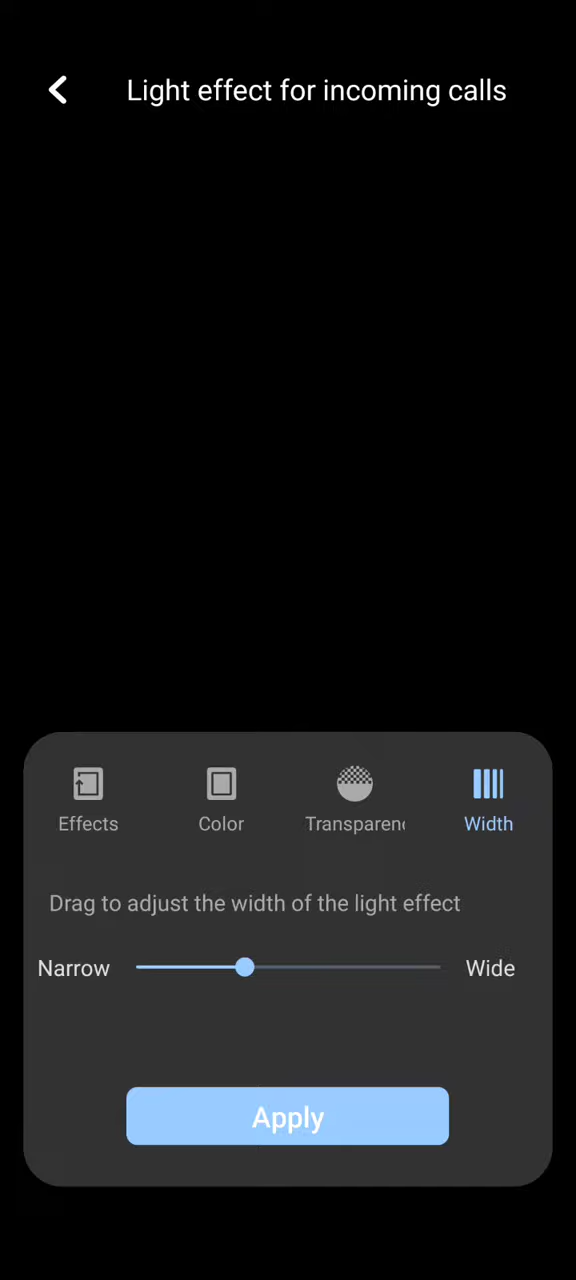 Light effect for incoming calls
Effects
Color
Transparen
Width
Drag to adjust the width of the light effect
Narrow
Wide
Apply